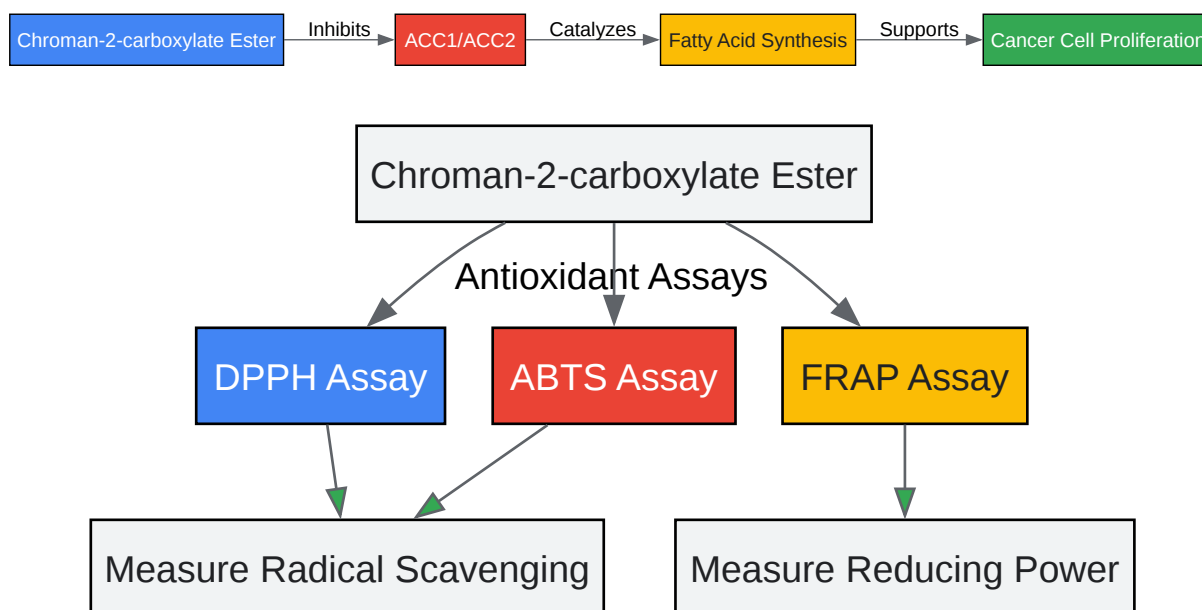 Chroman-2-carboxylate Ester
Inhibits
ACC1/ACC2
Catalyzes
Fatty Acid Synthesis
Supports
Cancer Cell Proliferation
Chroman-2-carboxylate Ester
Antioxidant Assays
DPPH Assay
ABTS Assay
FRAP Assay
Measure Radical Scavenging
Measure Reducing Power